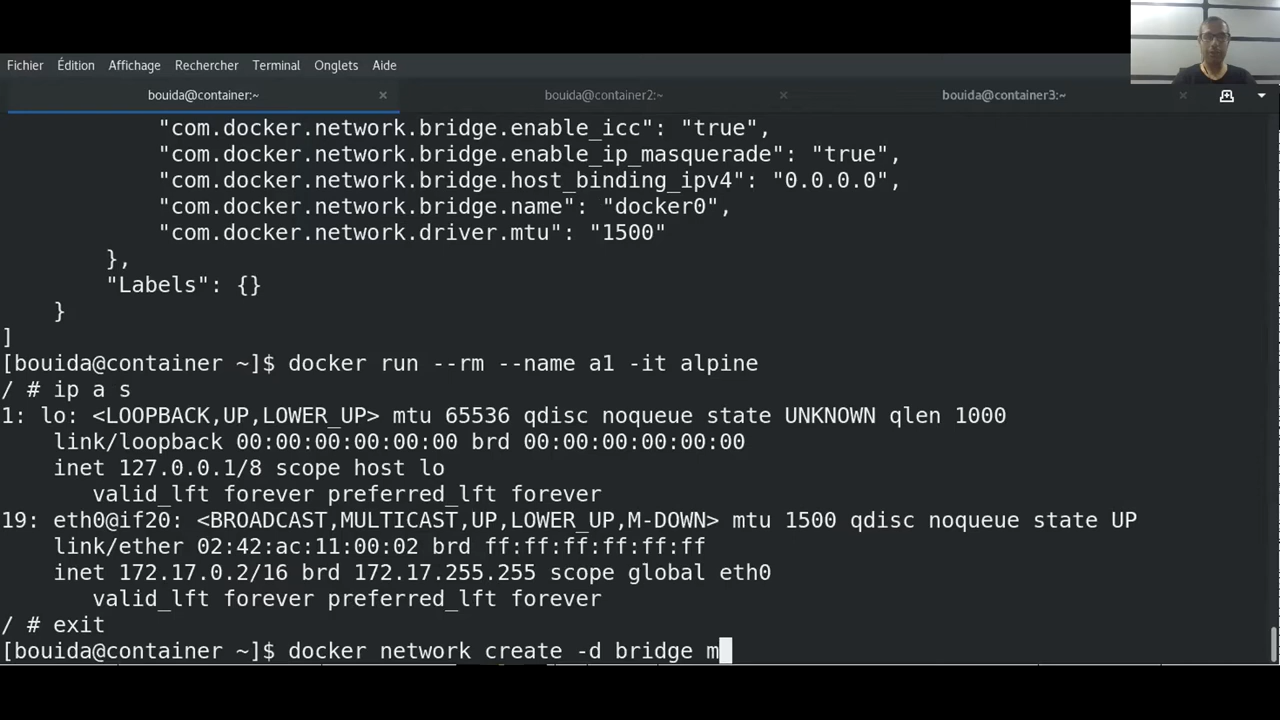 Fichier Édition Affichage Rechercher Terminal Onglets Aide
bouida@container:~ × bouida@container2:~ × bouida@container3:~ ×
"com.docker.network.bridge.enable_icc": "true",
"com.docker.network.bridge.enable_ip_masquerade": "true",
"com.docker.network.bridge.host_binding_ipv4": "0.0.0.0",
"com.docker.network.bridge.name": "docker0",
"com.docker.network.driver.mtu": "1500"
},
"Labels": {}
}
]
[bouida@container ~]$ docker run --rm --name a1 -it alpine
/ # ip a s
1: lo: <LOOPBACK,UP,LOWER_UP> mtu 65536 qdisc noqueue state UNKNOWN qlen 1000
link/loopback 00:00:00:00:00:00 brd 00:00:00:00:00:00
inet 127.0.0.1/8 scope host lo
valid_lft forever preferred_lft forever
19: eth0@if20: <BROADCAST,MULTICAST,UP,LOWER_UP,M-DOWN> mtu 1500 qdisc noqueue state UP
link/ether 02:42:ac:11:00:02 brd ff:ff:ff:ff:ff:ff
inet 172.17.0.2/16 brd 172.17.255.255 scope global eth0
valid_lft forever preferred_lft forever
/ # exit
[bouida@container ~]$ docker network create -d bridge m